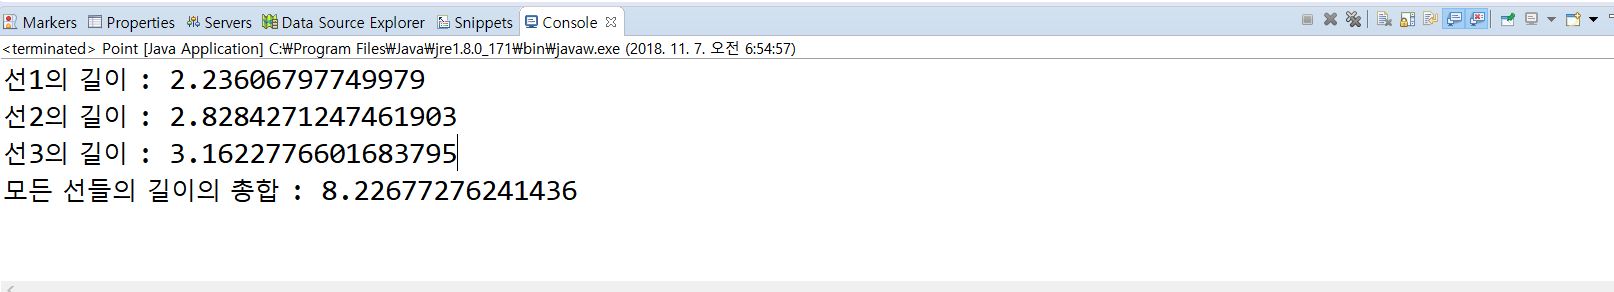 Markers Properties Servers Data Source Explorer Snippets Console
<terminated> Point [Java Application] C:₩Program Files₩Java₩jre1.8.0_171₩bin₩javaw.exe (2018. 11. 7. 오전 6:54:57)
선1의 길이 : 2.23606797749979
선2의 길이 : 2.8284271247461903
선3의 길이 : 3.1622776601683795
모든 선들의 길이의 총합 : 8.22677276241436